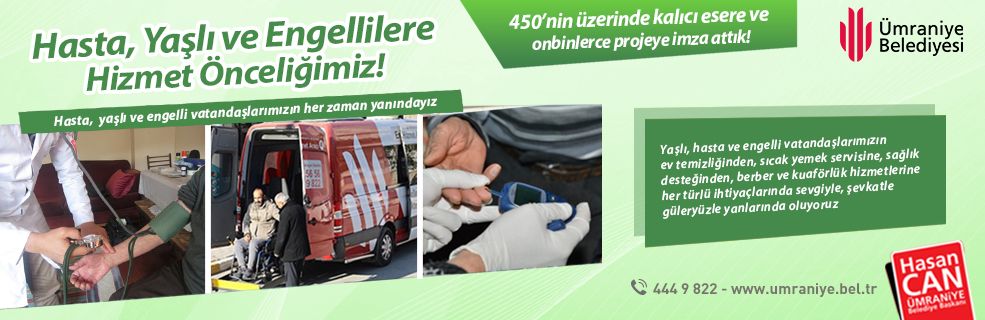 Hasta, Yaşlı ve Engellilere
Hizmet Önceliğimiz!
Hasta, yaşlı ve engelli vatandaşlarımızın her zaman yanındayız
450'nin üzerinde kalıcı esere ve
onbinlerce projeye imza attık!
Ümraniye
Belediyesi
Yaşlı, hasta ve engelli vatandaşlarımızın
ev temizliğinden, sıcak yemek servisine, sağlık
desteğinden, berber ve kuaförlük hizmetlerine
her türlü ihtiyaçlarında sevgiyle, şevkatle
güleryüzle yanlarında oluyoruz
444 9 822 - www.umraniye.bel.tr
Hasan
CAN
ÜMRANİYE
Belediye Başkanı